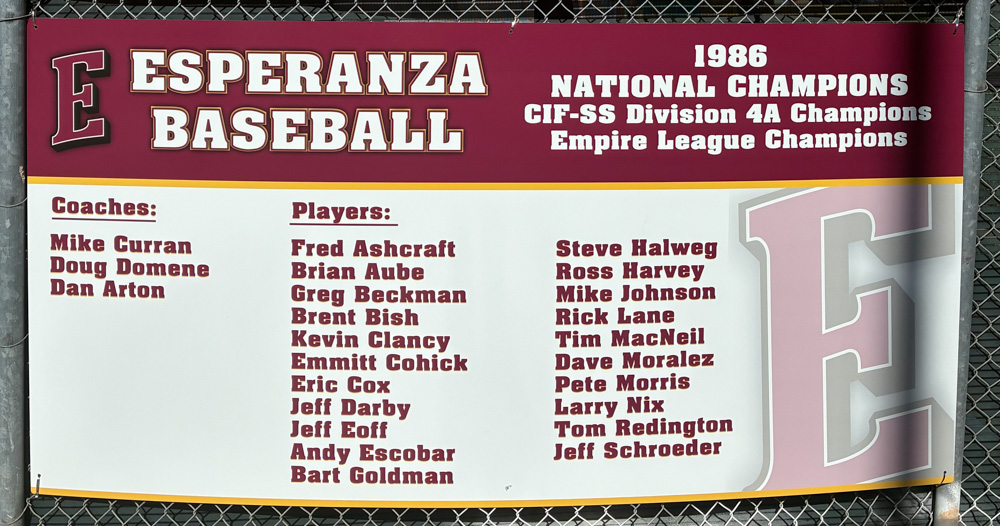 E ESPERANZA
BASEBALL
1986
NATIONAL CHAMPIONS
CIF-SS Division 4A Champions
Empire League Champions
Coaches:
Mike Curran
Doug Domene
Dan Arton
Players:
Fred Ashcraft
Brian Aube
Greg Beckman
Brent Bish
Kevin Clancy
Emmitt Cohick
Eric Cox
Jeff Darby
Jeff Eoff
Andy Escobar
Bart Goldman
Steve Halweg
Ross Harvey
Mike Johnson
Rick Lane
Tim MacNeil
Dave Moralez
Pete Morris
Larry Nix
Tom Redington
Jeff Schroeder
E